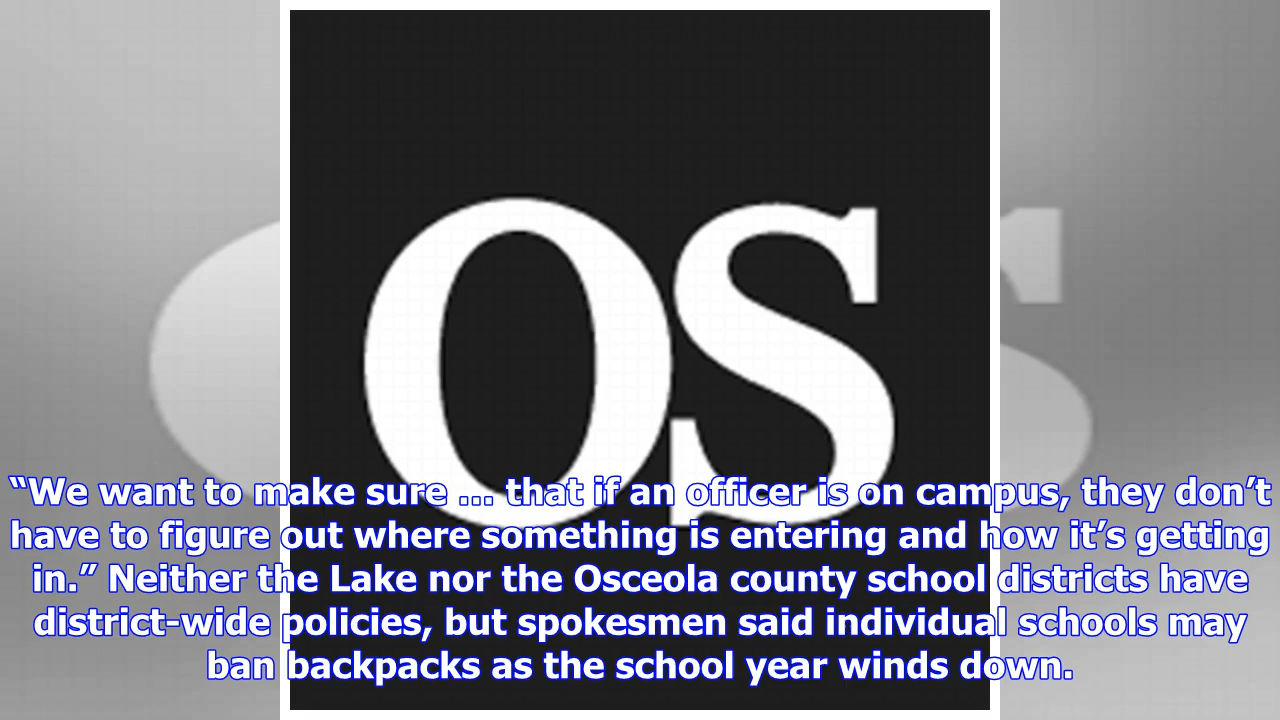 OS
“We want to make sure ... that if an officer is on campus, they don’t
have to figure out where something is entering and how it’s getting
in.” Neither the Lake nor the Osceola county school districts have
district-wide policies, but spokesmen said individual schools may
ban backpacks as the school year winds down.